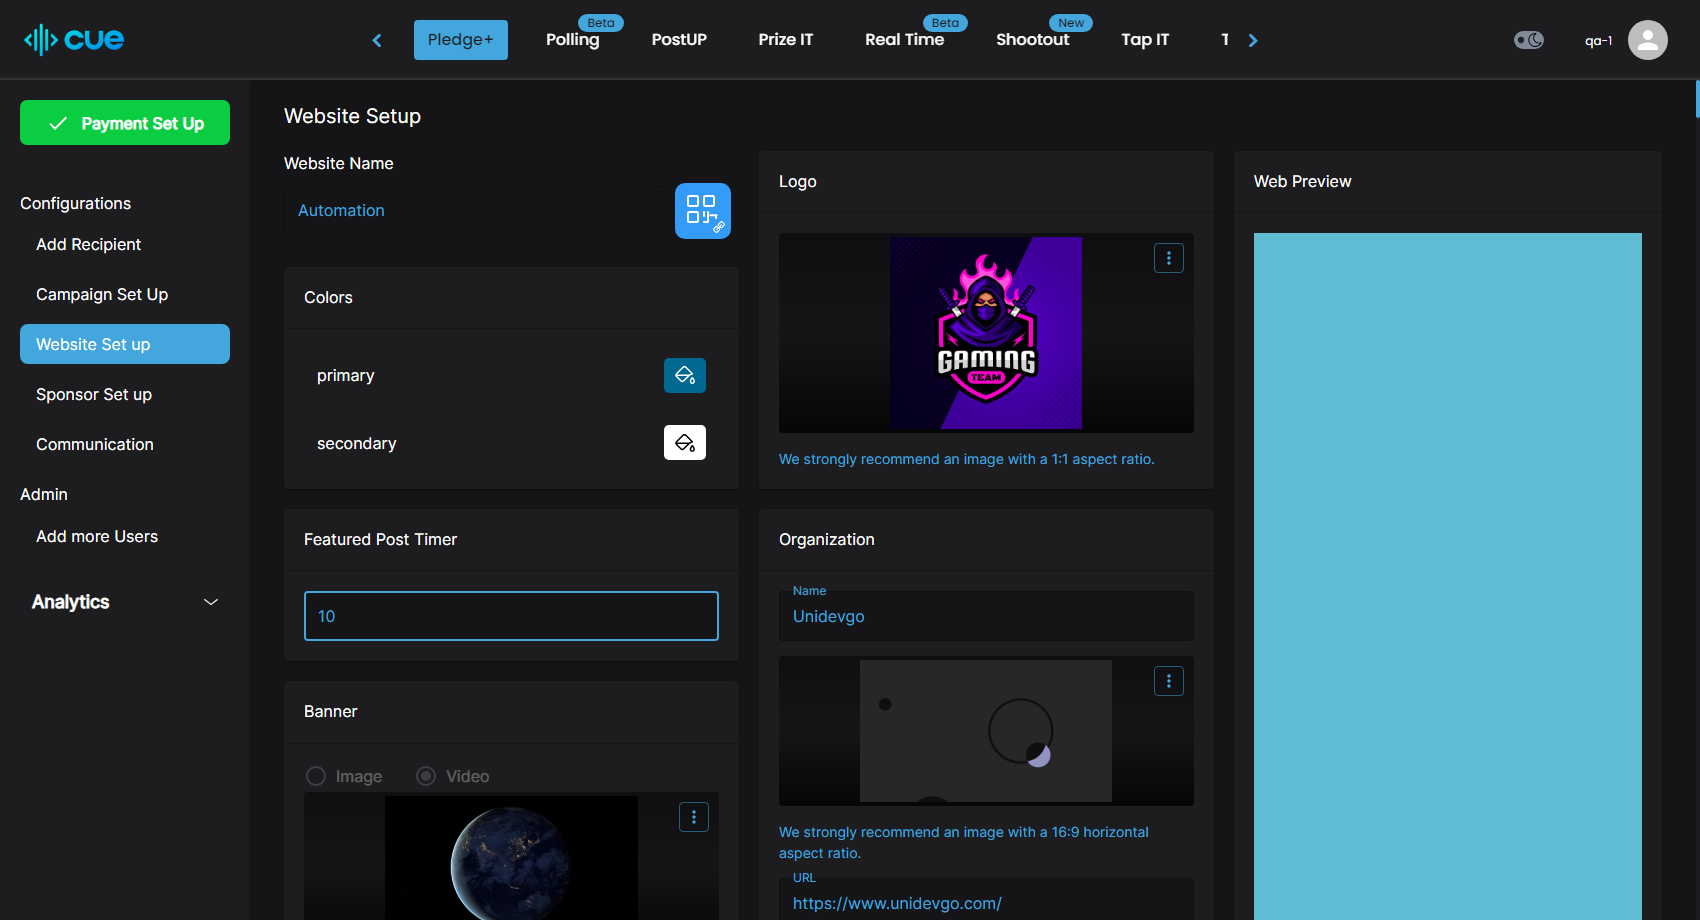 cue
Pledge+
Beta
Polling
PostUP
Prize IT
Beta
Real Time
New
Shootout
Tap IT
T
qa-1
Payment Set Up
Configurations
Add Recipient
Campaign Set Up
Website Set up
Sponsor Set up
Communication
Admin
Add more Users
Analytics
Website Setup
Website Name
Automation
Colors
primary
secondary
Featured Post Timer
10
Banner
Image
Video
Logo
GAMING
TEAM
We strongly recommend an image with a 1:1 aspect ratio.
Organization
Name
Unidevgo
We strongly recommend an image with a 16:9 horizontal
aspect ratio.
URL
https://www.unidevgo.com/
Web Preview